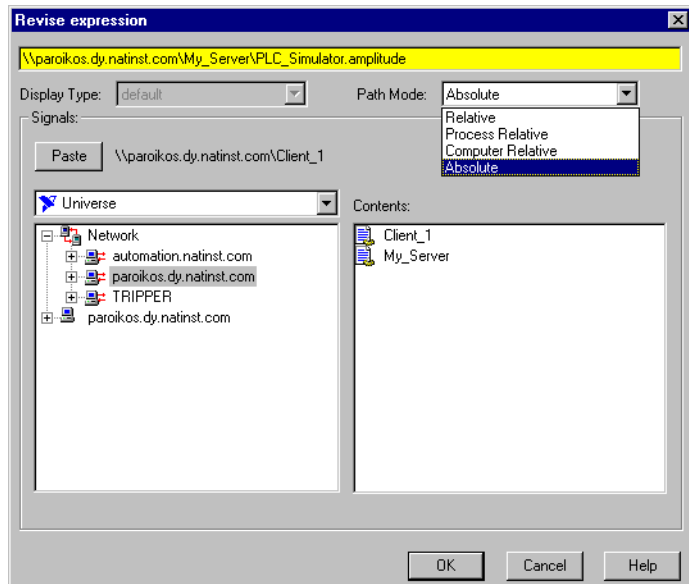 Revise expression
\\paroikos.dy.natinst.com\My_Server\PLC_Simulator.amplitude
Display Type: default Path Mode: Absolute
Relative
Process Relative
Computer Relative
Absolute
Signals:
Paste \\paroikos.dy.natinst.com\Client_1
Universe
Contents:
Network
automation.natinst.com
paroikos.dy.natinst.com
TRIPPER
paroikos.dy.natinst.com
Client_1
My_Server
OK Cancel Help